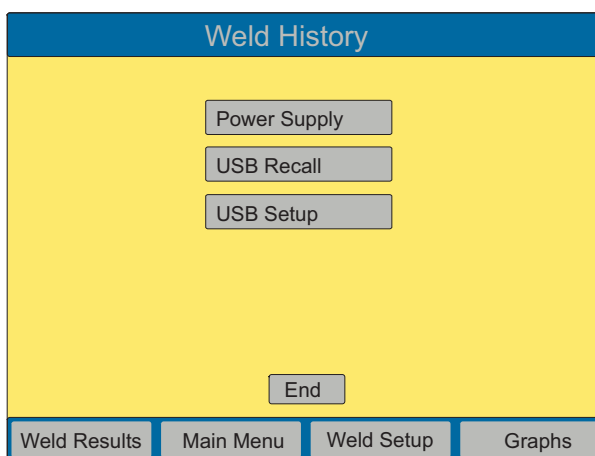 Weld History
Power Supply
USB Recall
USB Setup
End
Weld Results Main Menu Weld Setup Graphs